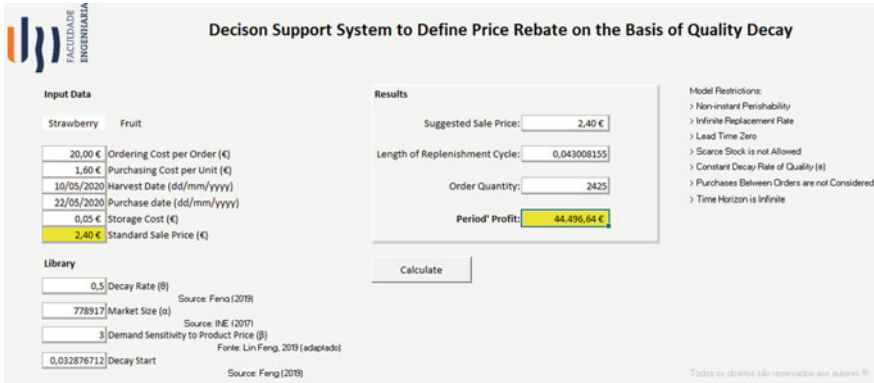 FACULDADE
ENGENHARIA
Decison Support System to Define Price Rebate on the Basis of Quality Decay
Input Data
Strawberry Fruit
20,00 € Ordering Cost per Order (€)
1,60 € Purchasing Cost per Unit (€)
10/05/2020 Harvest Date (dd/mm/yyyy)
22/05/2020 Purchase date (dd/mm/yyyy)
0,05 € Storage Cost (€)
2,40 € Standard Sale Price (€)
Library
0,5 Decay Rate (θ)
Source: Feng (2019)
778917 Market Size (α)
Source: INE (2017)
3 Demand Sensitivity to Product Price (β)
Fonte: Lin Feng, 2019 (adaptado)
0,032876712 Decay Start
Source: Feng (2019)
Results
Suggested Sale Price: 2,40 €
Length of Replenishment Cycle: 0,043008155
Order Quantity: 2425
Period' Profit: 44.496,64 €
Calculate
Model Restrictions:
> Non-instant Perishability
> Infinite Replacement Rate
> Lead Time Zero
> Scarce Stock is not Allowed
> Constant Decay Rate of Quality (θ)
> Purchases Between Orders are not Considered
> Time Horizon is Infinite
Todos os direitos são reservados aos autores ®